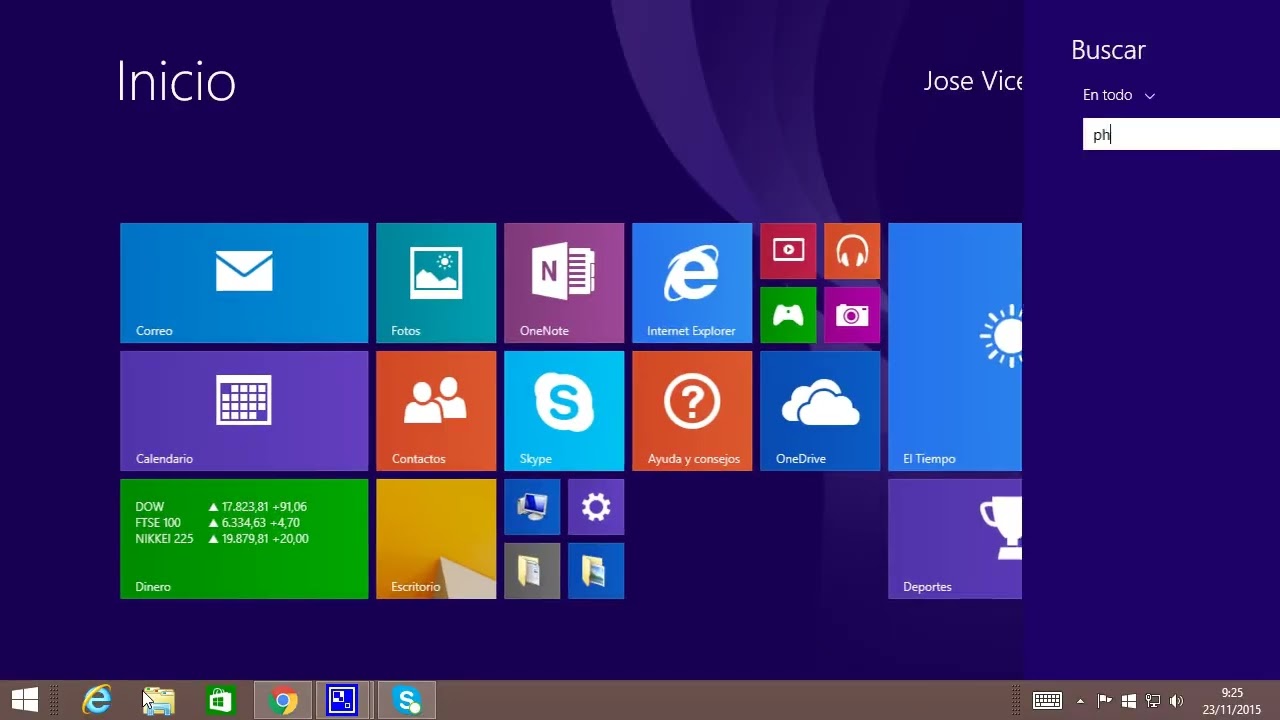 Inicio
Jose Vice
Buscar
En todo
ph
Correo
Fotos
N
OneNote
Internet Explorer
Calendario
Contactos
S
Skype
?
Ayuda y consejos
OneDrive
El Tiempo
DOW ▲ 17.823,81 +91,06
FTSE 100 ▲ 6.334,63 +4,70
NIKKEI 225 ▲ 19.879,81 +20,00
Dinero
Escritorio
Deportes
9:25
23/11/2015